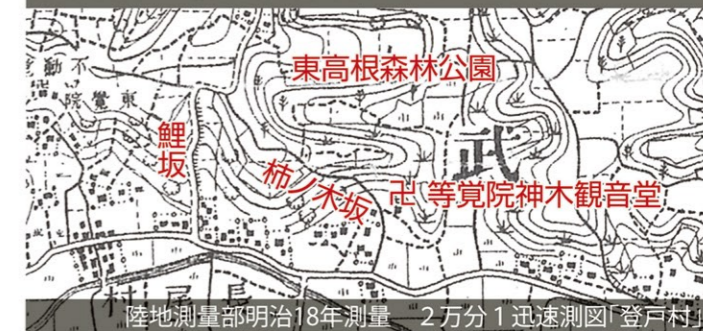 東高根森林公園
不動
東覺院
鯉坂
柿ノ木坂
武
卍 等覚院神木観音堂
村尾長
陸地測量部明治18年測量 2万分1迅速測図「登戸村」